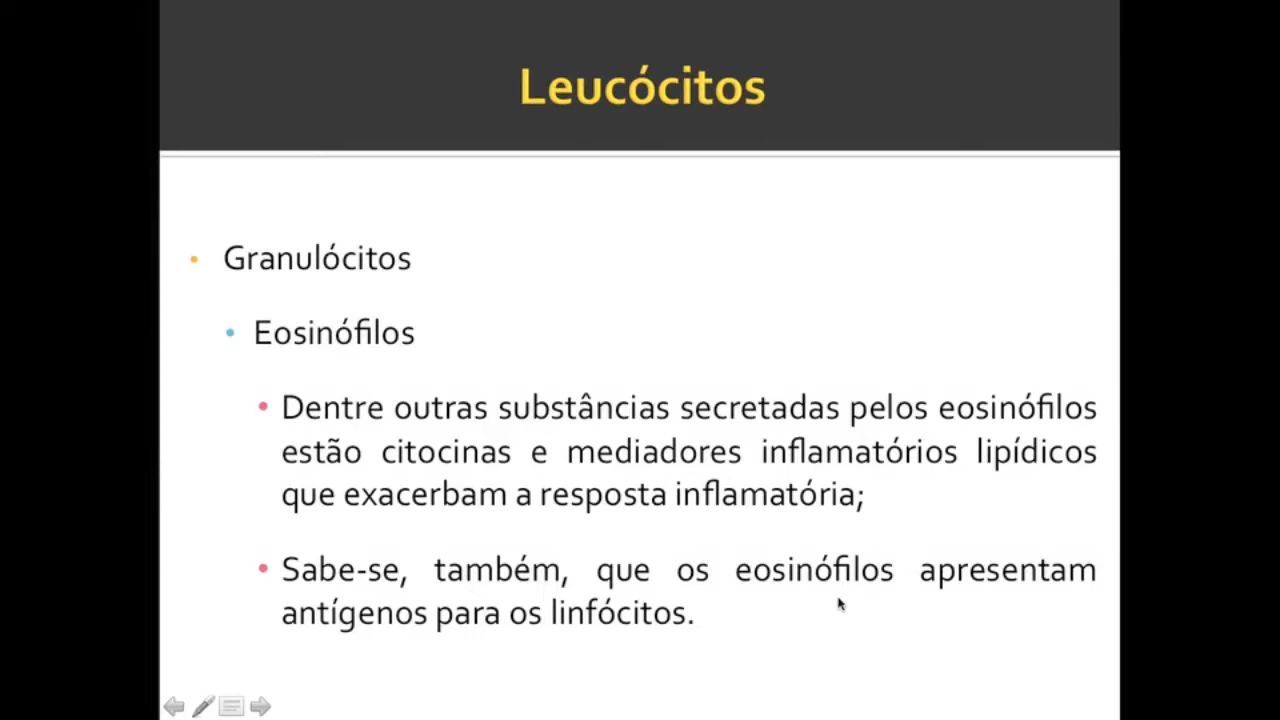 Leucócitos
• Granulócitos
• Eosinófilos
• Dentre outras substâncias secretadas pelos eosinófilos
estão citocinas e mediadores inflamatórios lipídicos
que exacerbam a resposta inflamatória;
• Sabe-se, também, que os eosinófilos apresentam
antígenos para os linfócitos.